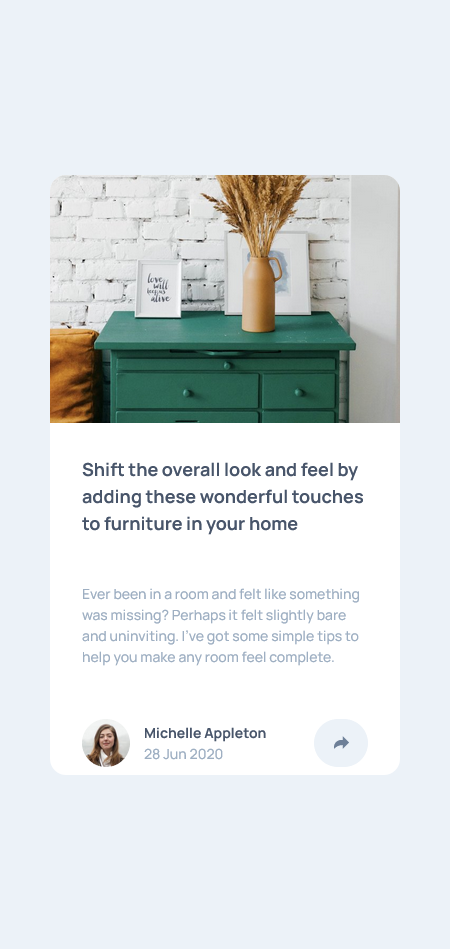 love
will
keep us
alive
Shift the overall look and feel by
adding these wonderful touches
to furniture in your home
Ever been in a room and felt like something
was missing? Perhaps it felt slightly bare
and uninviting. I've got some simple tips to
help you make any room feel complete.
Michelle Appleton
28 Jun 2020